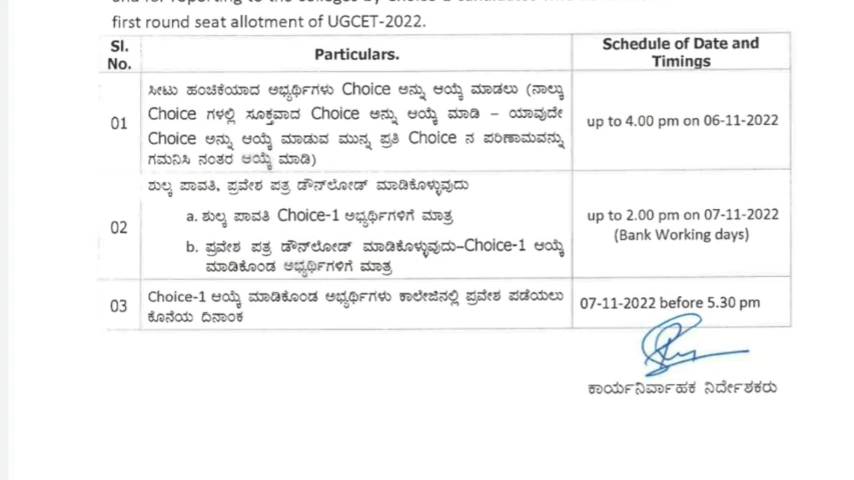 first round seat allotment of UGCET-2022.
Sl. No.
Particulars.
Schedule of Date and Timings
01
ಸೀಟು ಹಂಚಿಕೆಯಾದ ಅಭ್ಯರ್ಥಿಗಳು Choice ಅನ್ನು ಆಯ್ಕೆ ಮಾಡಲು (ನಾಲ್ಕು
Choice ಗಳಲ್ಲಿ ಸೂಕ್ತವಾದ Choice ಅನ್ನು ಆಯ್ಕೆ ಮಾಡಿ – ಯಾವುದೇ
Choice ಅನ್ನು ಆಯ್ಕೆ ಮಾಡುವ ಮುನ್ನ ಪ್ರತಿ Choice ನ ಪರಿಣಾಮವನ್ನು
ಗಮನಿಸಿ ನಂತರ ಆಯ್ಕೆ ಮಾಡಿ)
up to 4.00 pm on 06-11-2022
02
ಶುಲ್ಕ ಪಾವತಿ, ಪ್ರವೇಶ ಪತ್ರ ಡೌನ್‌ಲೋಡ್ ಮಾಡಿಕೊಳ್ಳುವುದು
a. ಶುಲ್ಕ ಪಾವತಿ Choice-1 ಅಭ್ಯರ್ಥಿಗಳಿಗೆ ಮಾತ್ರ
b. ಪ್ರವೇಶ ಪತ್ರ ಡೌನ್‌ಲೋಡ್ ಮಾಡಿಕೊಳ್ಳುವುದು–Choice-1 ಆಯ್ಕೆ
ಮಾಡಿಕೊಂಡ ಅಭ್ಯರ್ಥಿಗಳಿಗೆ ಮಾತ್ರ
up to 2.00 pm on 07-11-2022
(Bank Working days)
03
Choice-1 ಆಯ್ಕೆ ಮಾಡಿಕೊಂಡ ಅಭ್ಯರ್ಥಿಗಳು ಕಾಲೇಜಿನಲ್ಲಿ ಪ್ರವೇಶ ಪಡೆಯಲು
ಕೊನೆಯ ದಿನಾಂಕ
07-11-2022 before 5.30 pm
ಕಾರ್ಯನಿರ್ವಾಹಕ ನಿರ್ದೇಶಕರು